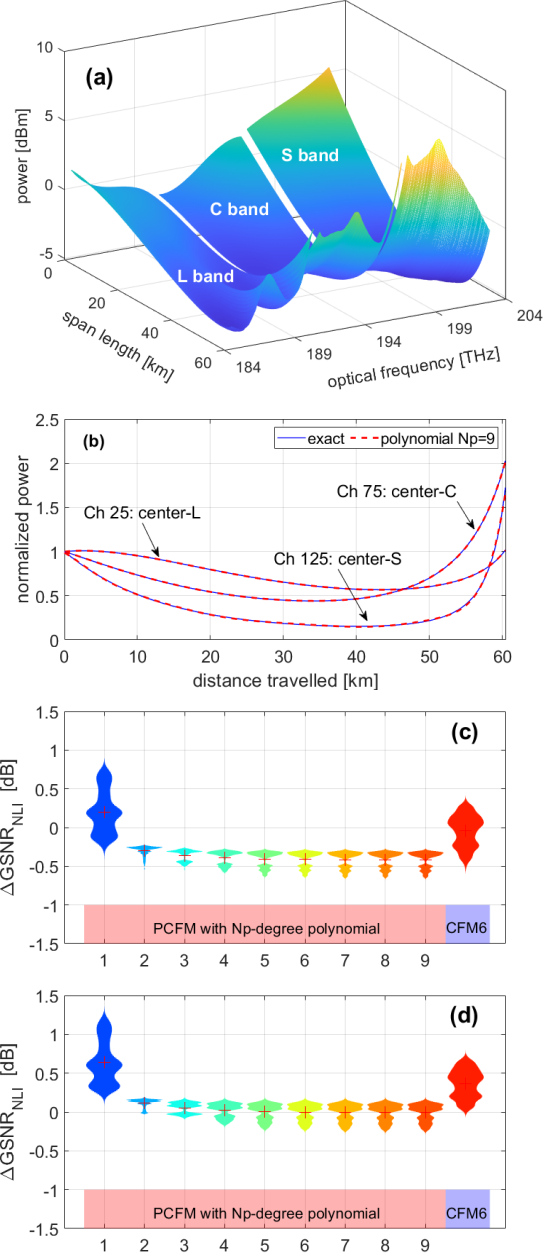 (a)
10
5
0
-5
power [dBm]
S band
C band
L band
0
20
40
60
span length [km]
184
189
194
199
204
optical frequency [THz]
2.5
2
1.5
1
0.5
0
normalized power
(b)
exact
polynomial Np=9
Ch 75: center-C
Ch 25: center-L
Ch 125: center-S
0
10
20
30
40
50
60
distance travelled [km]
1.5
1
0.5
0
-0.5
-1
-1.5
ΔGSNR_NLI [dB]
(c)
PCFM with Np-degree polynomial
CFM6
1
2
3
4
5
6
7
8
9
1.5
1
0.5
0
-0.5
-1
-1.5
ΔGSNR_NLI [dB]
(d)
PCFM with Np-degree polynomial
CFM6
1
2
3
4
5
6
7
8
9